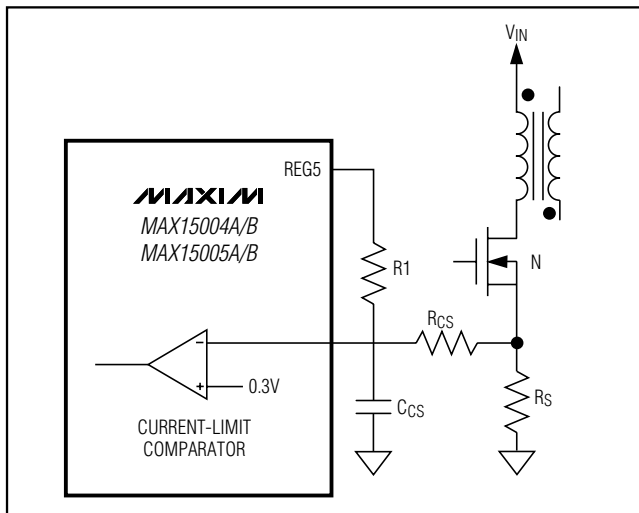 VIN
REG5
MAXIM
MAX15004A/B
MAX15005A/B
R1
N
RCS
−
+
0.3V
CCS
RS
CURRENT-LIMIT
COMPARATOR